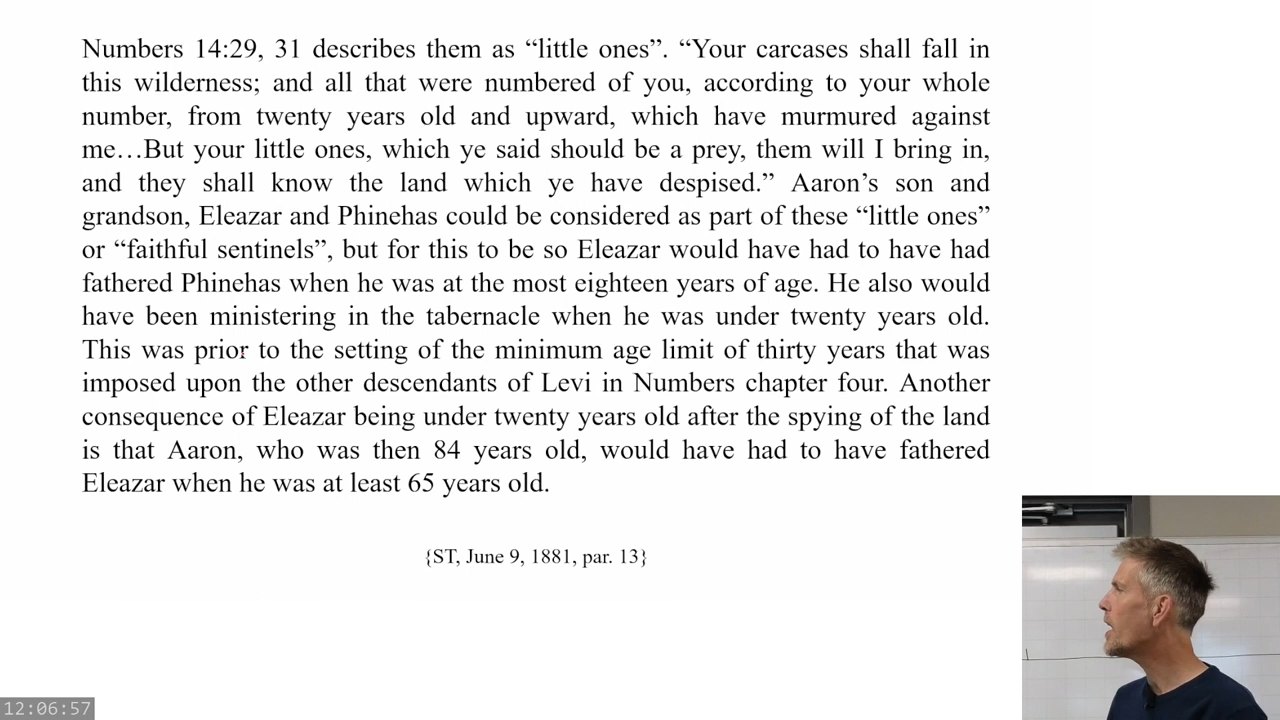 Numbers 14:29, 31 describes them as “little ones”. “Your carcases shall fall in
this wilderness; and all that were numbered of you, according to your whole
number, from twenty years old and upward, which have murmured against
me…But your little ones, which ye said should be a prey, them will I bring in,
and they shall know the land which ye have despised.” Aaron’s son and
grandson, Eleazar and Phinehas could be considered as part of these “little ones”
or “faithful sentinels”, but for this to be so Eleazar would have had to have had
fathered Phinehas when he was at the most eighteen years of age. He also would
have been ministering in the tabernacle when he was under twenty years old.
This was prior to the setting of the minimum age limit of thirty years that was
imposed upon the other descendants of Levi in Numbers chapter four. Another
consequence of Eleazar being under twenty years old after the spying of the land
is that Aaron, who was then 84 years old, would have had to have fathered
Eleazar when he was at least 65 years old.
{ST, June 9, 1881, par. 13}
12:06:57